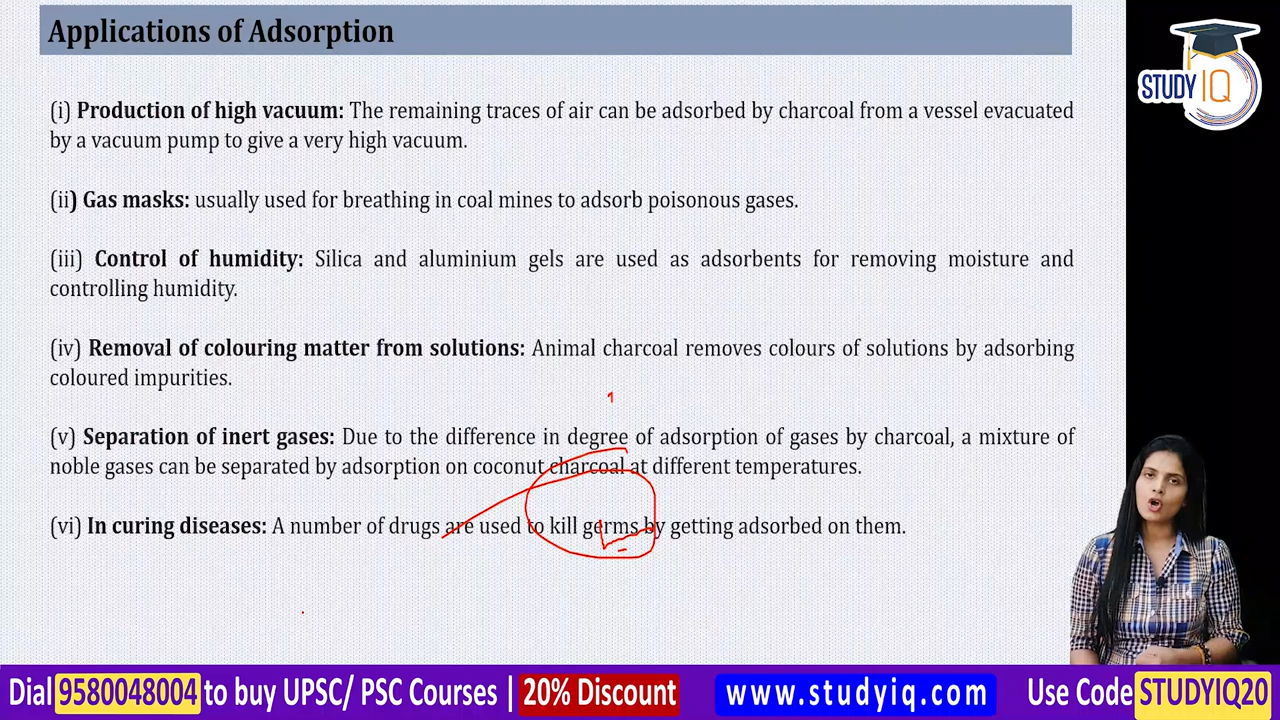 Applications of Adsorption
STUDY IQ
(i) Production of high vacuum: The remaining traces of air can be adsorbed by charcoal from a vessel evacuated
by a vacuum pump to give a very high vacuum.
(ii) Gas masks: usually used for breathing in coal mines to adsorb poisonous gases.
(iii) Control of humidity: Silica and aluminium gels are used as adsorbents for removing moisture and
controlling humidity.
(iv) Removal of colouring matter from solutions: Animal charcoal removes colours of solutions by adsorbing
coloured impurities.
(v) Separation of inert gases: Due to the difference in degree of adsorption of gases by charcoal, a mixture of
noble gases can be separated by adsorption on coconut charcoal at different temperatures.
(vi) In curing diseases: A number of drugs are used to kill germs by getting adsorbed on them.
Dial 9580048004 to buy UPSC/ PSC Courses | 20% Discount www.studyiq.com Use Code STUDYIQ20